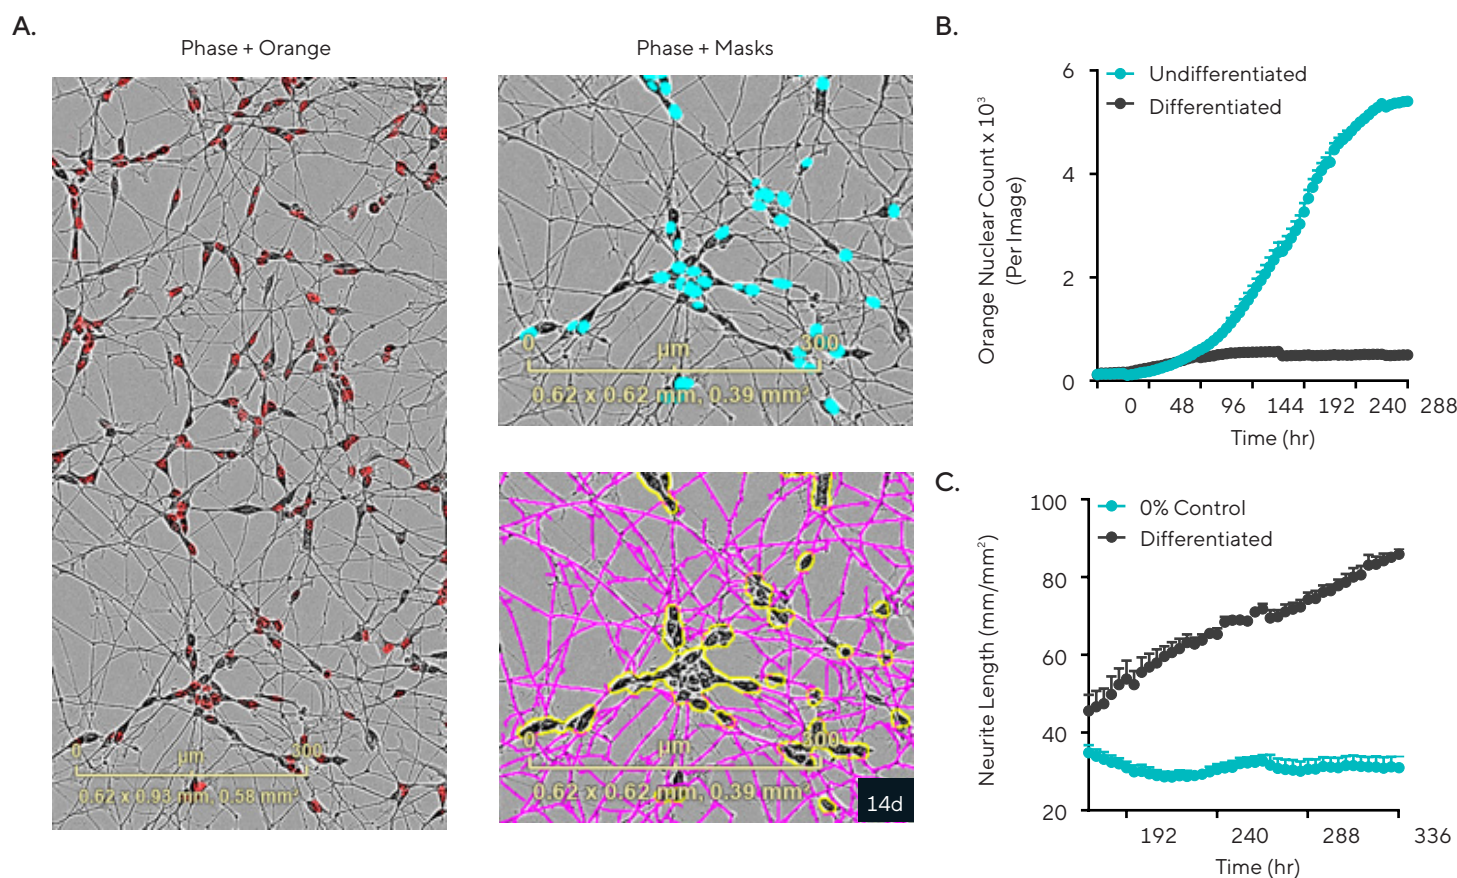 A.
Phase + Orange
0 300
µm
0.62 x 0.93 mm, 0.58 mm²
Phase + Masks
0 300
µm
0.62 x 0.62 mm, 0.39 mm²
0 300
µm
0.62 x 0.62 mm, 0.39 mm²
14d
B.
Undifferentiated
Differentiated
Orange Nuclear Count x 10³
(Per Image)
6
4
2
0
0 48 96 144 192 240 288
Time (hr)
C.
0% Control
Differentiated
Neurite Length (mm/mm²)
100
80
60
40
20
192 240 288 336
Time (hr)